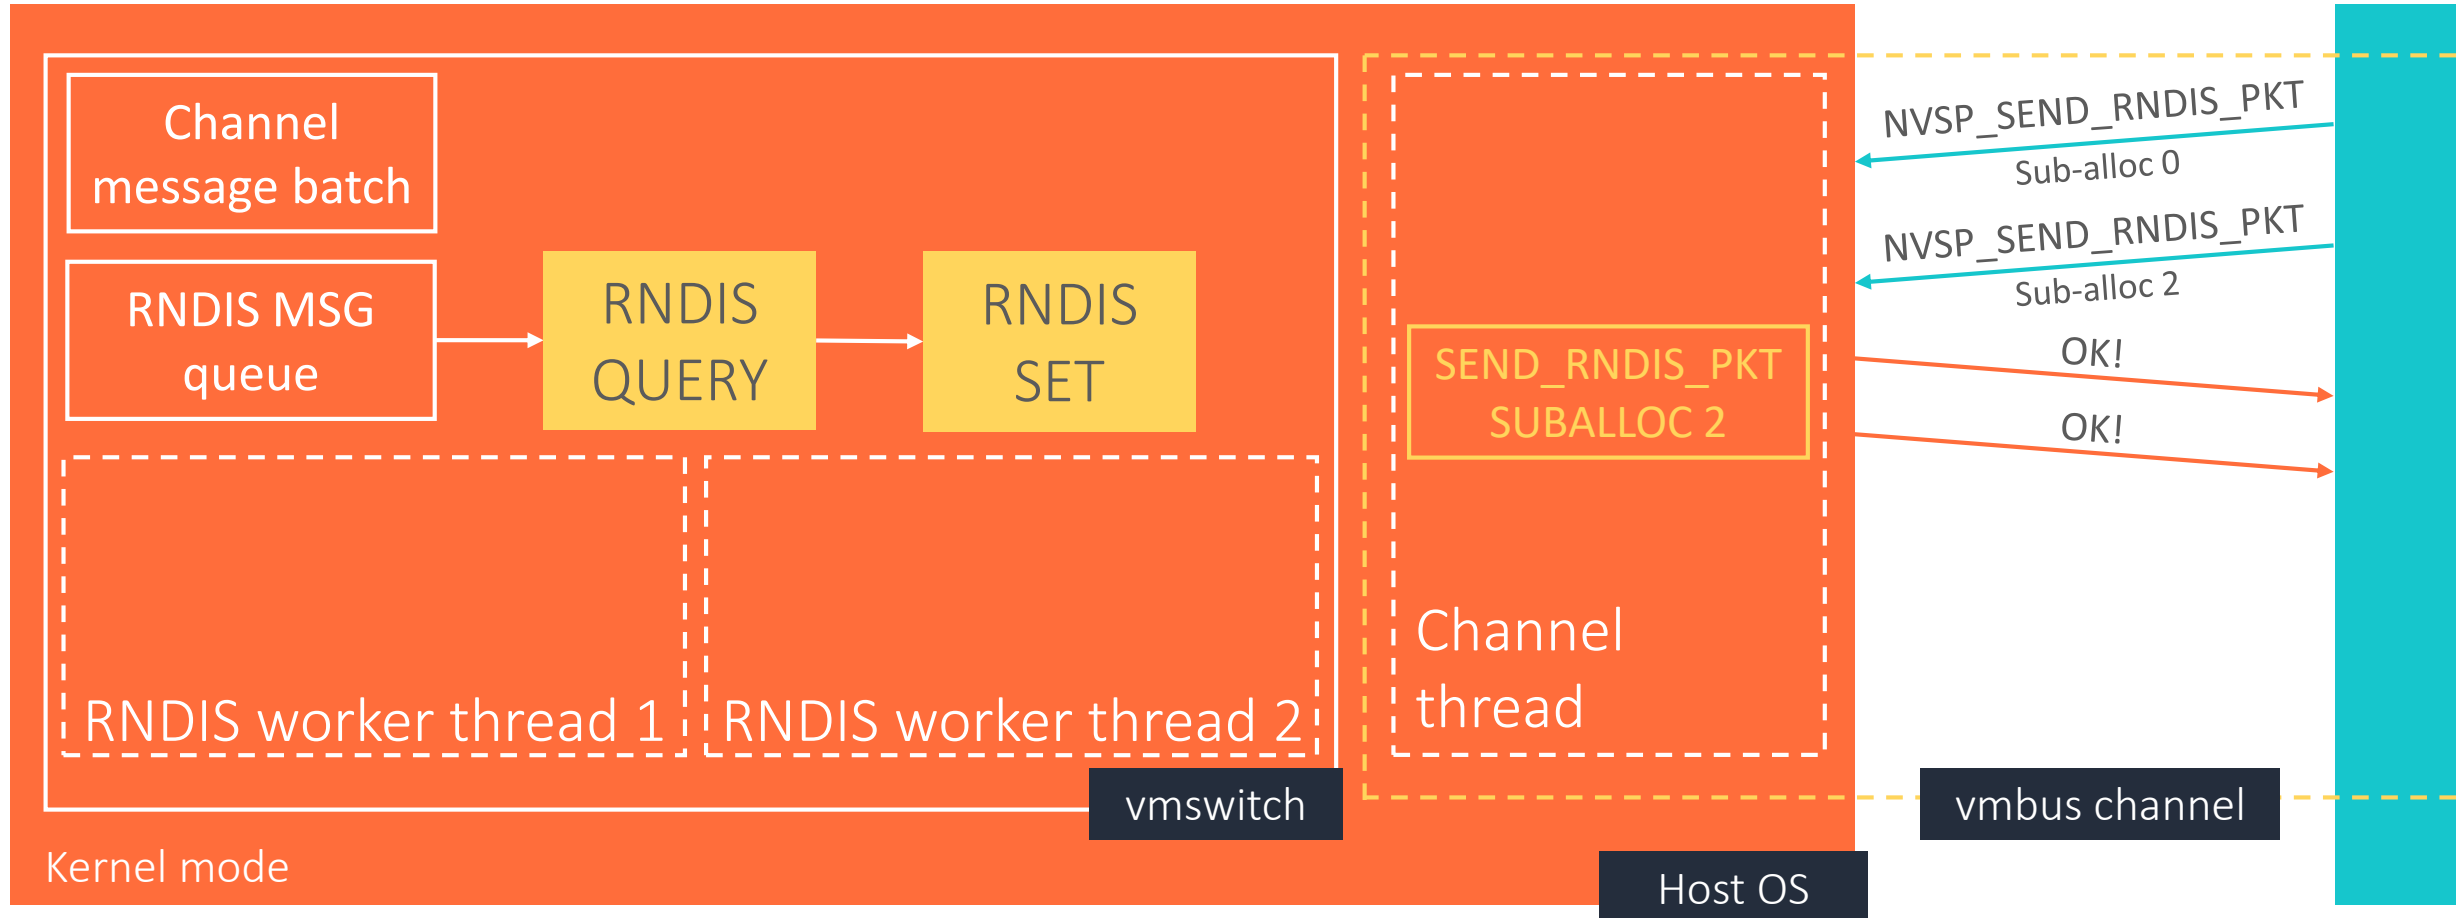 Channel
message batch
RNDIS MSG
queue
RNDIS
QUERY
RNDIS
SET
RNDIS worker thread 1
RNDIS worker thread 2
vmswitch
Kernel mode
SEND_RNDIS_PKT
SUBALLOC 2
Channel
thread
Host OS
NVSP_SEND_RNDIS_PKT
Sub-alloc 0
NVSP_SEND_RNDIS_PKT
Sub-alloc 2
OK!
OK!
vmbus channel